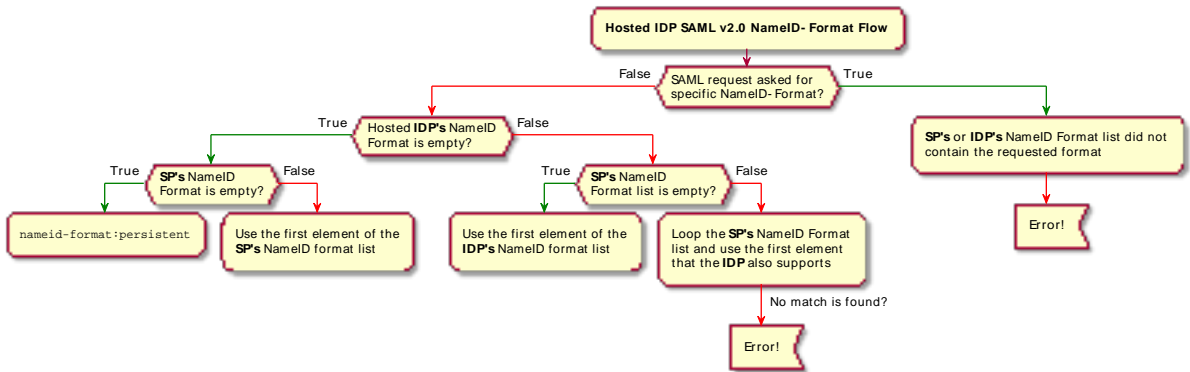 Hosted IDP SAML v2.0 NameID- Format Flow
False
SAML request asked for
specific NameID- Format?
True
True
Hosted IDP's NameID
Format is empty?
False
SP's or IDP's NameID Format list did not
contain the requested format
True
SP's NameID
Format is empty?
False
True
SP's NameID
Format list is empty?
False
nameid-format:persistent
Use the first element of the
SP's NameID format list
Use the first element of the
IDP's NameID format list
Loop the SP's NameID Format
list and use the first element
that the IDP also supports
Error!
No match is found?
Error!